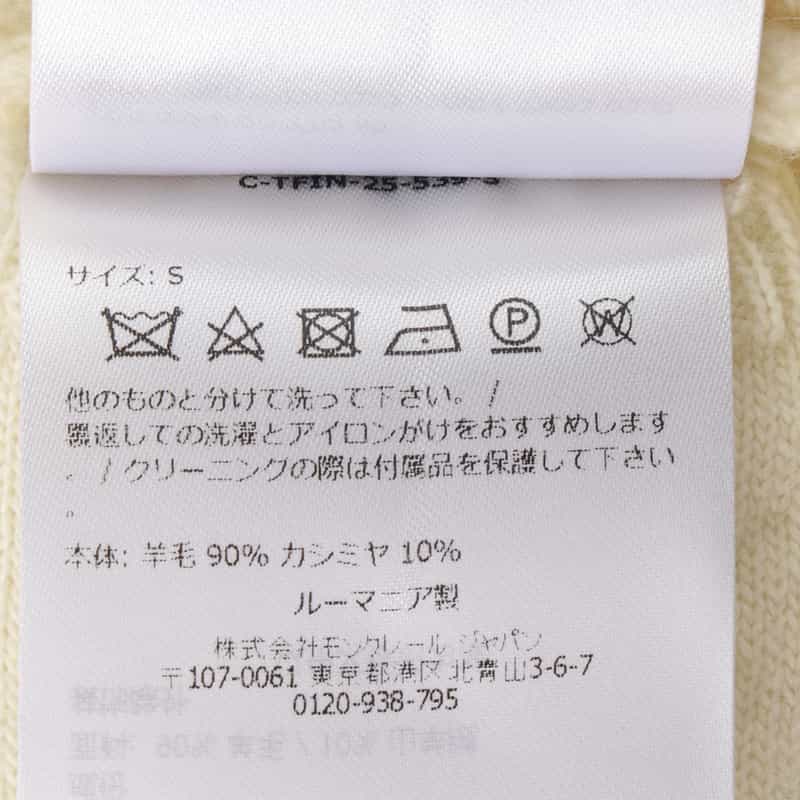 C-TFIN-25-539-S
サイズ: S
P
W
他のものと分けて洗って下さい。 /
裏返しての洗濯とアイロンがけをおすすめします
。 / クリーニングの際は付属品を保護して下さい
。
本体: 羊毛 90% カシミヤ 10%
ルーマニア製
株式会社モンクレール ジャパン
〒107-0061 東京都港区北青山3-6-7
0120-938-795